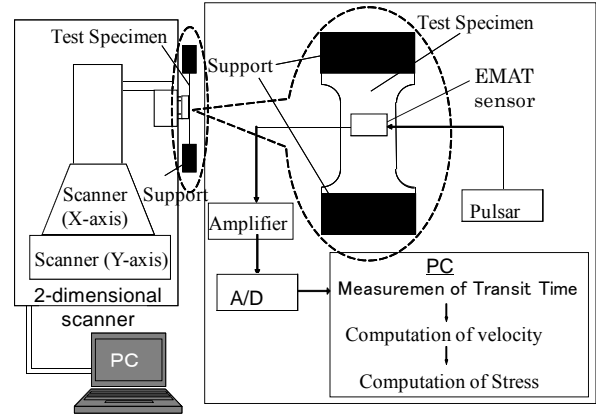 Test Specimen
Support
Scanner
(X-axis)
Scanner (Y-axis)
2-dimensional
scanner
PC
Test Specimen
Support
EMAT
sensor
Amplifier
Pulsar
A/D
PC
Measuremen of Transit Time
Computation of velocity
Computation of Stress